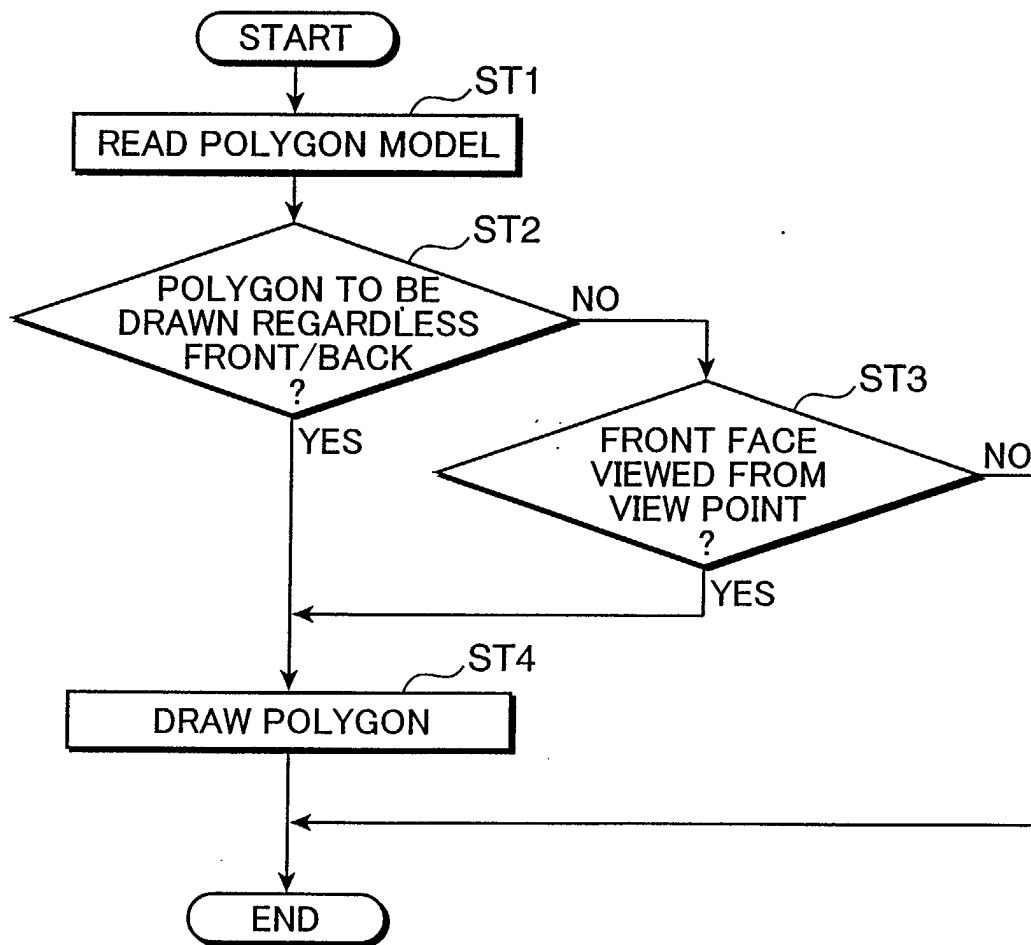 START
ST1
READ POLYGON MODEL
ST2
POLYGON TO BE
DRAWN REGARDLESS
FRONT/BACK
?
NO
YES
ST3
FRONT FACE
VIEWED FROM
VIEW POINT
?
NO
YES
ST4
DRAW POLYGON
END